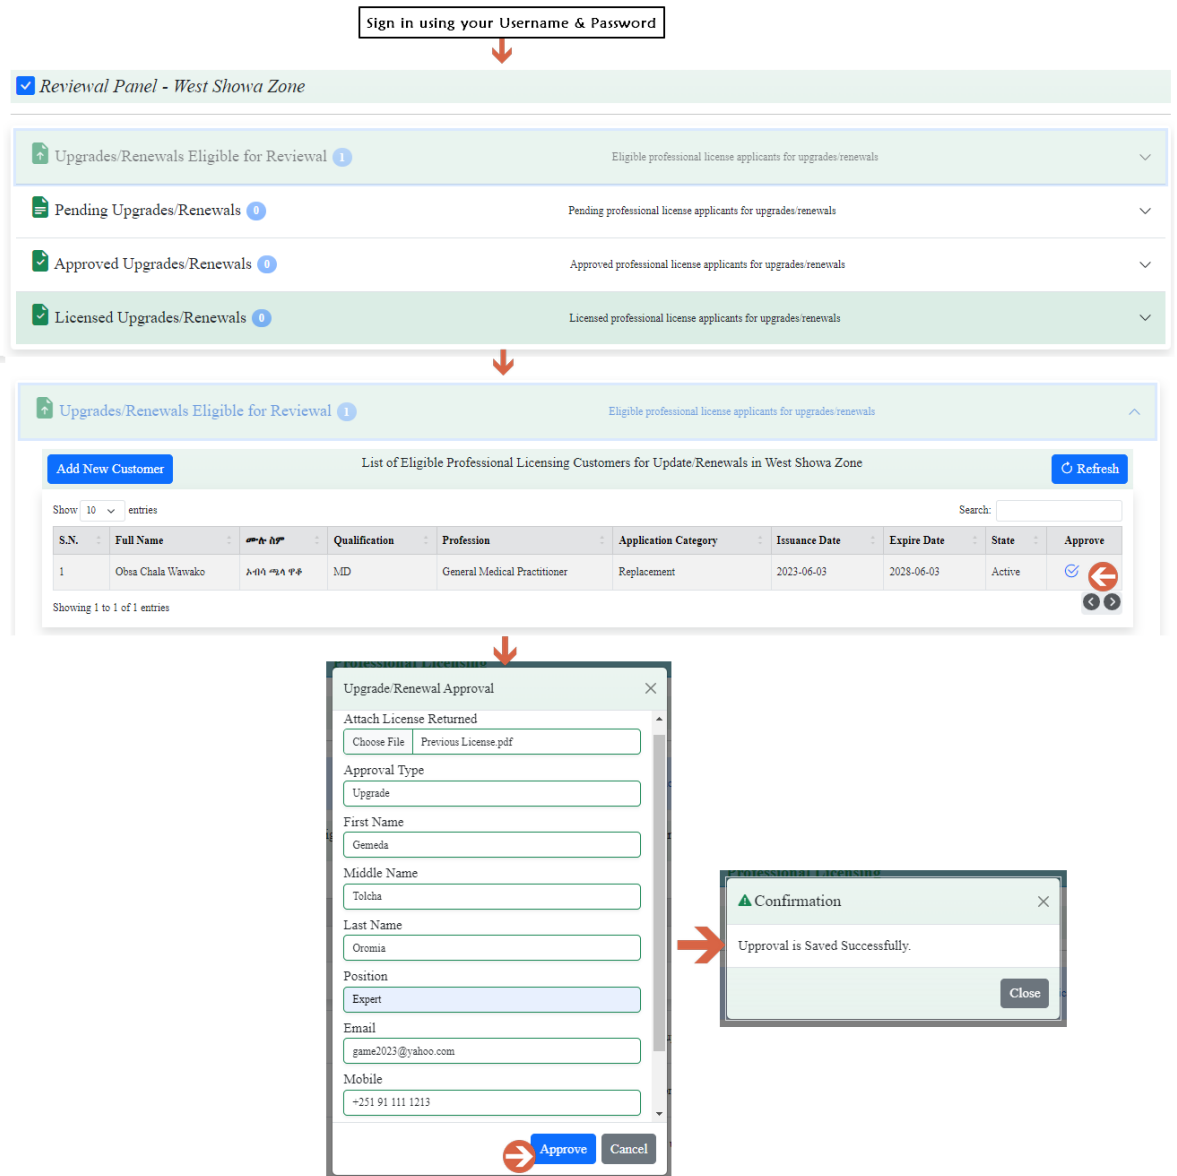 Sign in using your Username & Password
Reviewal Panel - West Showa Zone
Upgrades/Renewals Eligible for Reviewal 1 Eligible professional license applicants for upgrades/renewals
Pending Upgrades/Renewals 0 Pending professional license applicants for upgrades/renewals
Approved Upgrades/Renewals 0 Approved professional license applicants for upgrades/renewals
Licensed Upgrades/Renewals 0 Licensed professional license applicants for upgrades/renewals
Upgrades/Renewals Eligible for Reviewal 1 Eligible professional license applicants for upgrades/renewals
Add New Customer List of Eligible Professional Licensing Customers for Update/Renewals in West Showa Zone Refresh
Show 10 entries Search:
S.N. Full Name ሙሉ ስም Qualification Profession Application Category Issuance Date Expire Date State Approve
1 Obsa Chala Wawako ኦብሳ ጫላ ዋቆ MD General Medical Practitioner Replacement 2023-06-03 2028-06-03 Active
Showing 1 to 1 of 1 entries
Professional Licensing
Upgrade/Renewal Approval
Attach License Returned
Choose File Previous License.pdf
Approval Type
Upgrade
First Name
Gemeda
Middle Name
Tolcha
Last Name
Oromia
Position
Expert
Email
game2023@yahoo.com
Mobile
+251 91 111 1213
Approve Cancel
Professional Licensing
Confirmation
Upproval is Saved Successfully.
Close